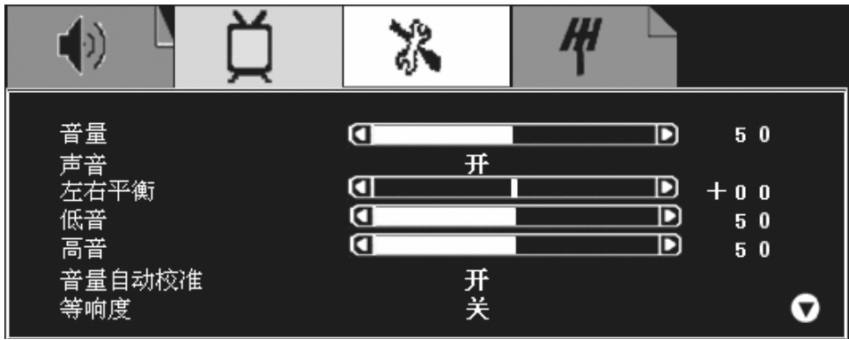 音量 50
声音 开
左右平衡 +00
低音 50
高音 50
音量自动校准 开
等响度 关